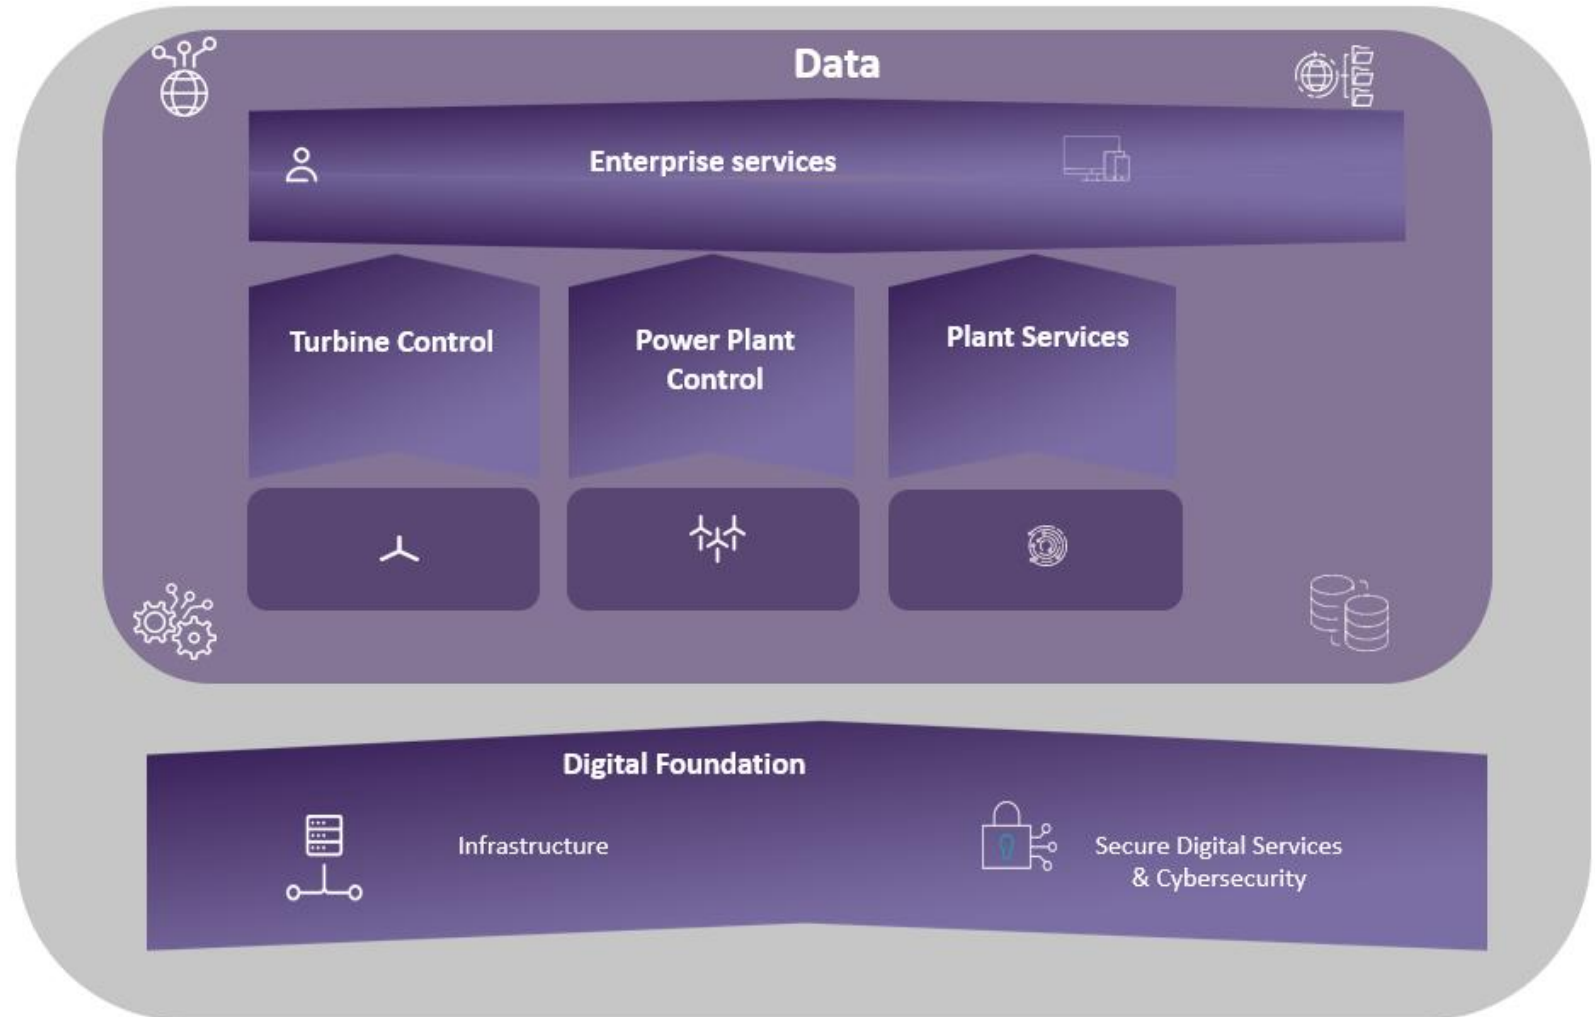 Data
Enterprise services
Turbine Control
Power Plant
Control
Plant Services
Digital Foundation
Infrastructure
Secure Digital Services
& Cybersecurity